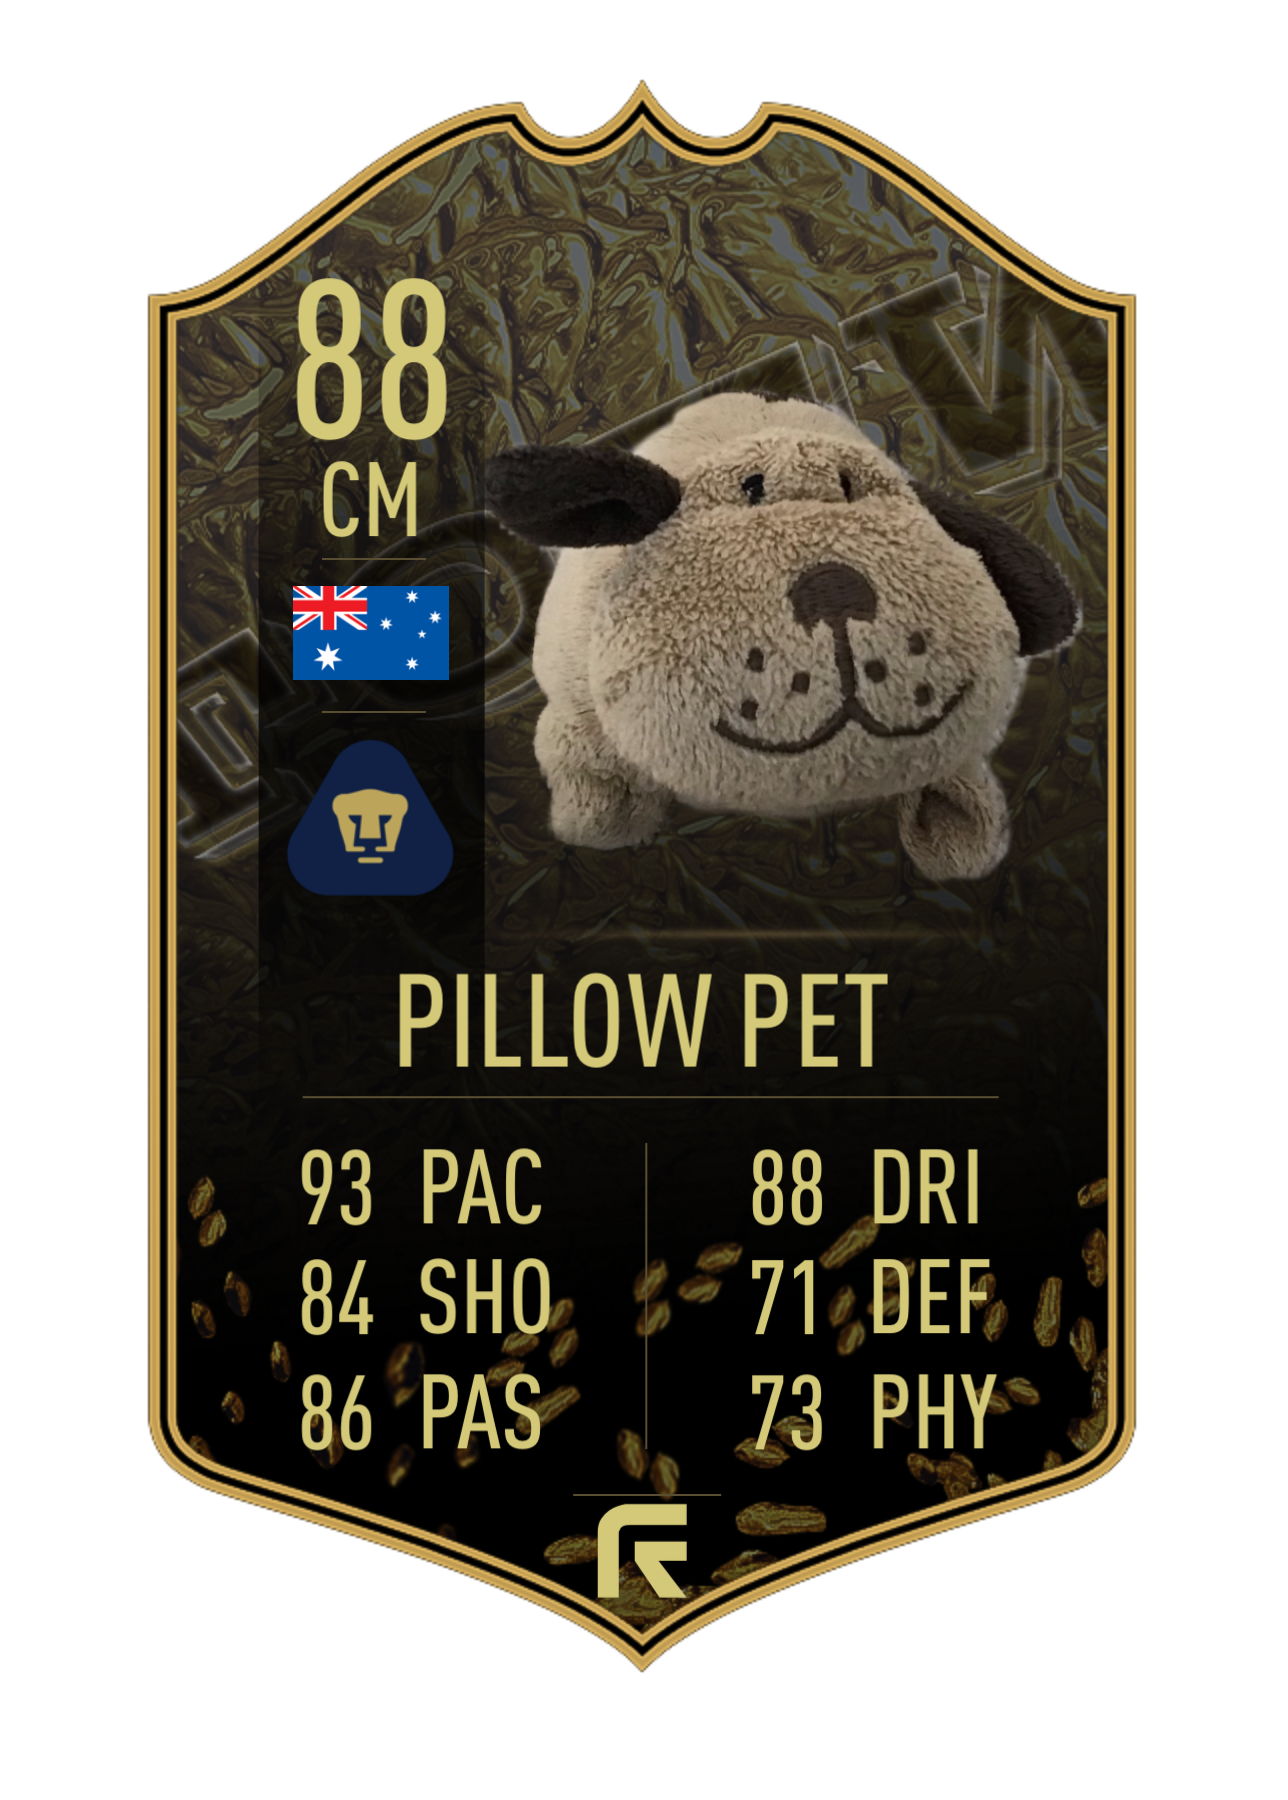 88
CM
PILLOW PET
93 PAC 88 DRI
84 SHO 71 DEF
86 PAS 73 PHY